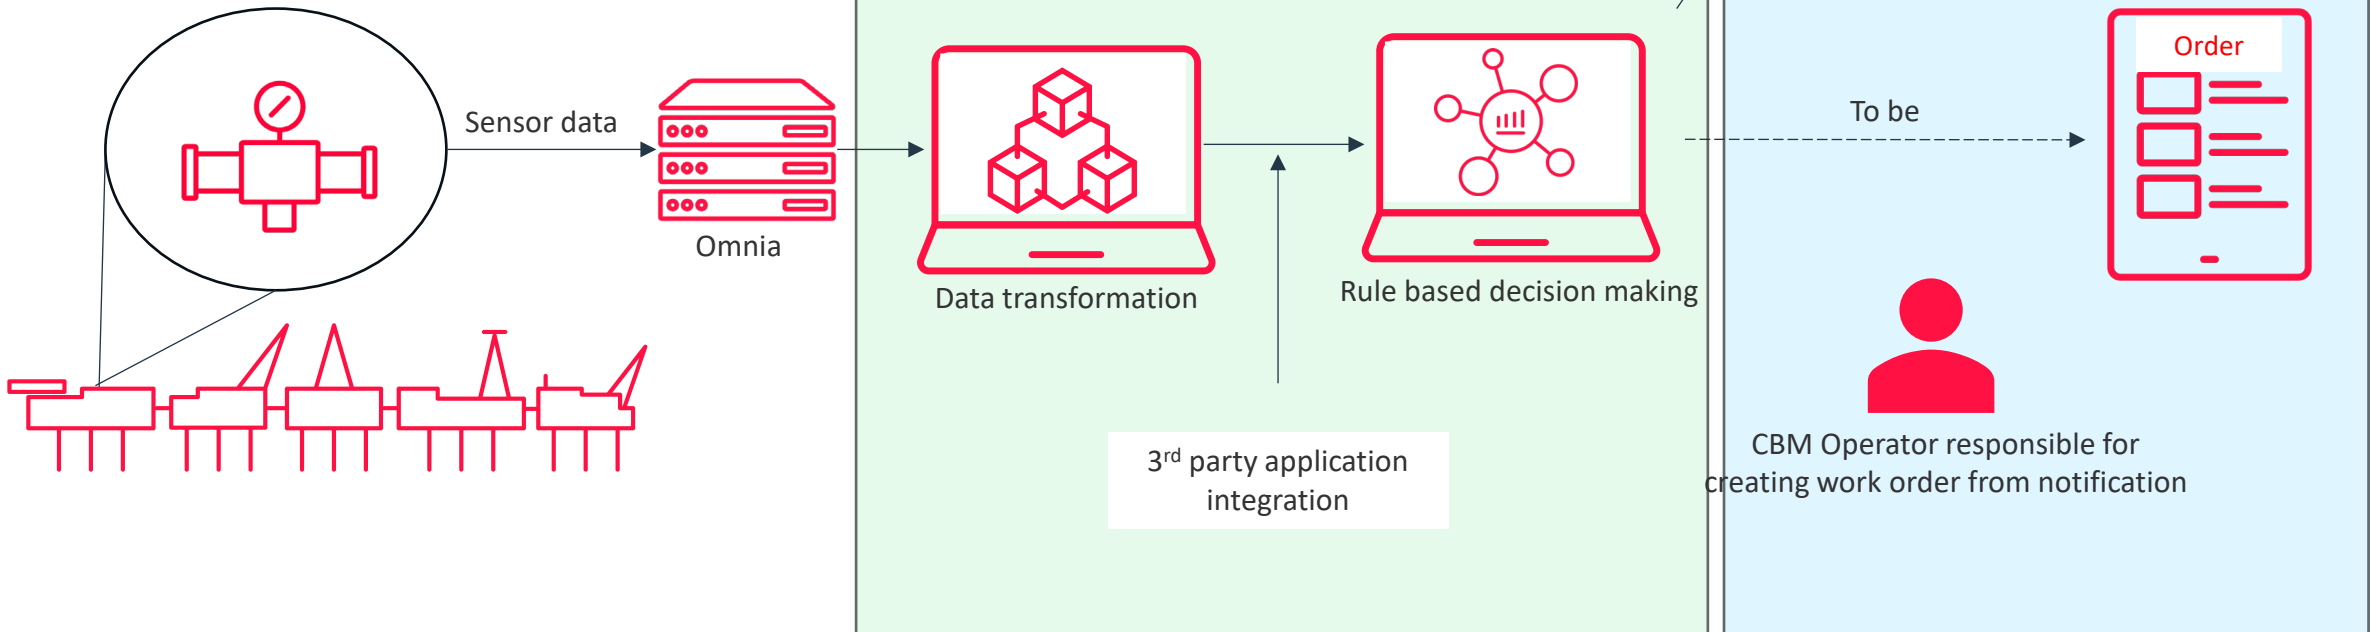 Sensor data
Omnia
Data transformation
Rule based decision making
3rd party application
integration
To be
Order
CBM Operator responsible for
creating work order from notification